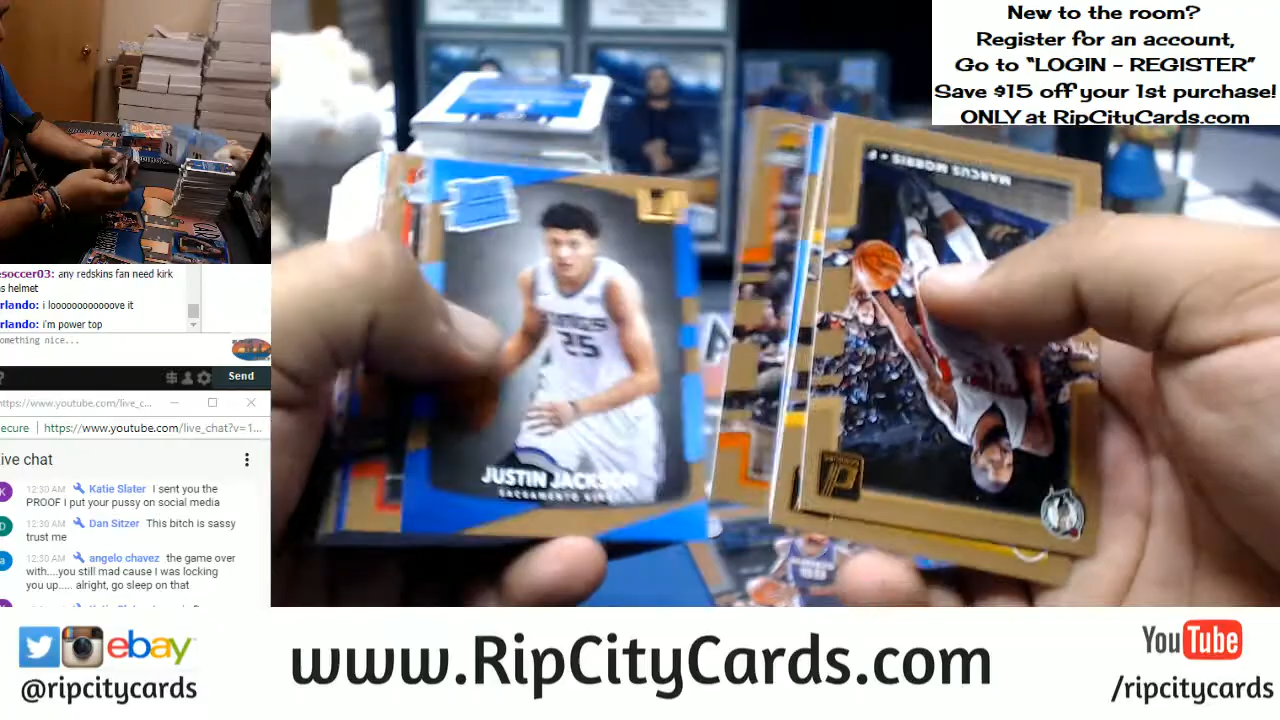 New to the room?
Register for an account,
Go to “LOGIN - REGISTER”
Save $15 off your 1st purchase!
ONLY at RipCityCards.com
MARCUS MORRIS • F
25
JUSTIN JACKSON
SACRAMENTO KINGS
esoccer03: any redskins fan need kirk
s helmet
rlando: i looooooooooove it
rlando: i'm power top
omething nice...
Send
https://www.youtube.com/live_c...
ecure https://www.youtube.com/live_chat?v=1...
ive chat
12:30 AM Katie Slater I sent you the
PROOF I put your pussy on social media
D 12:30 AM Dan Sitzer This bitch is sassy
trust me
a 12:30 AM angelo chavez the game over
with....you still mad cause I was locking
you up..... alright, go sleep on that
ebay
@ripcitycards
www.RipCityCards.com
YouTube
/ripcitycards